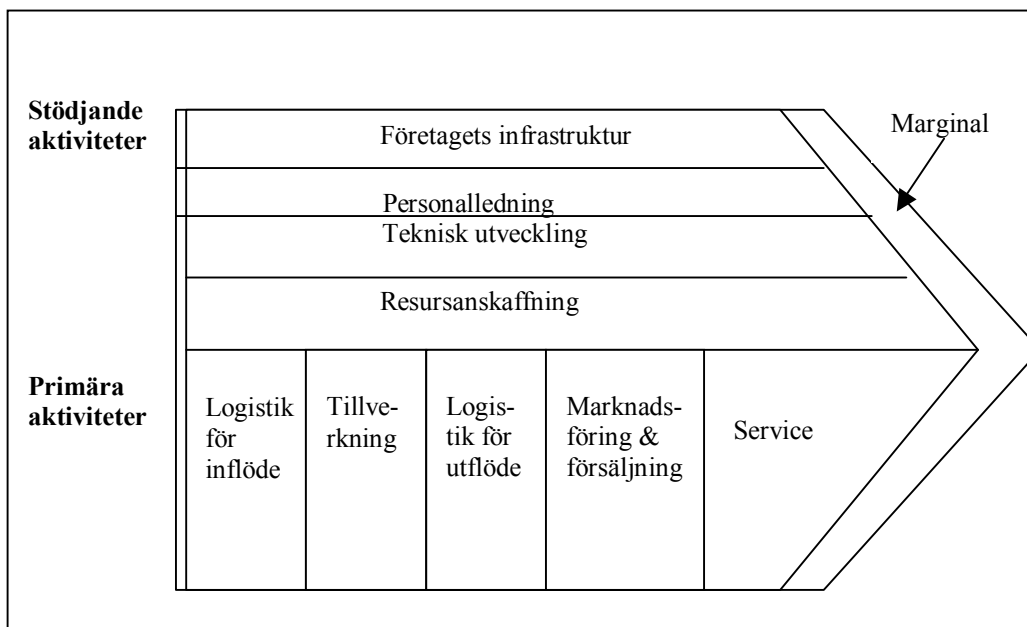 Stödjande
aktiviteter
Företagets infrastruktur
Marginal
Personalledning
Teknisk utveckling
Resursanskaffning
Primära
aktiviteter
Logistik
för
inflöde
Tillve-
rkning
Logis-
tik för
utflöde
Marknads-
föring &
försäljning
Service